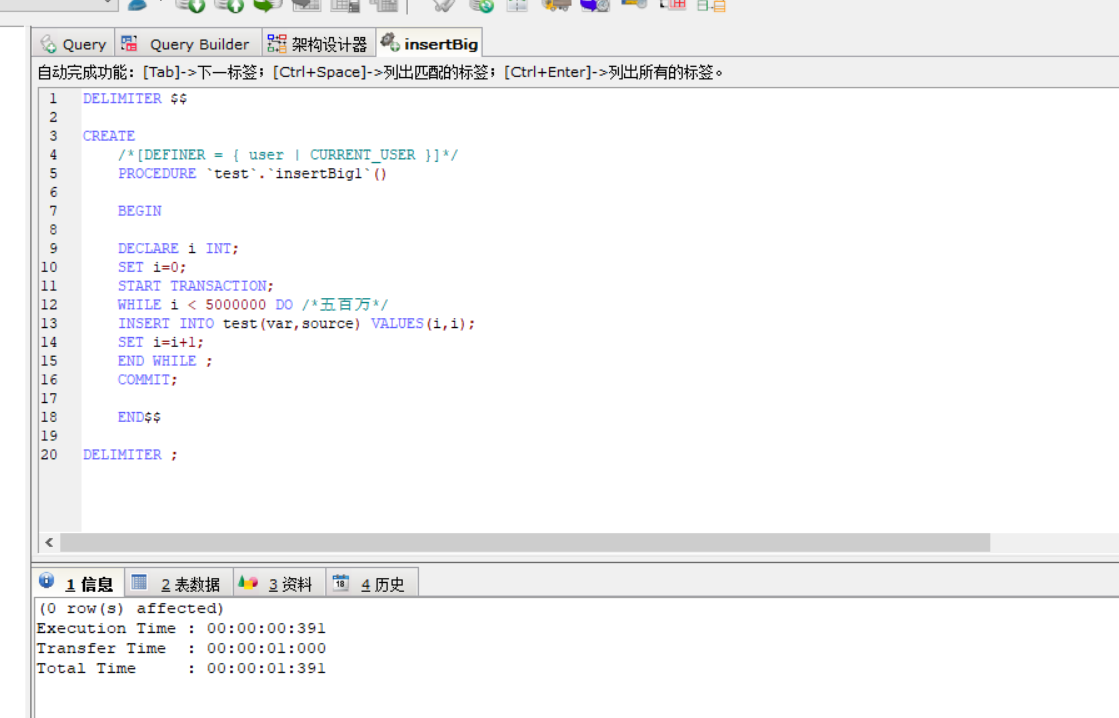 Query Query Builder 架构设计器 insertBig
自动完成功能：[Tab]->下一标签；[Ctrl+Space]->列出匹配的标签；[Ctrl+Enter]->列出所有的标签。
1 DELIMITER $$
2
3 CREATE
4 /*[DEFINER = { user | CURRENT_USER }]*/
5 PROCEDURE `test`.`insertBig1`()
6
7 BEGIN
8
9 DECLARE i INT;
10 SET i=0;
11 START TRANSACTION;
12 WHILE i < 5000000 DO /*五百万*/
13 INSERT INTO test(var,source) VALUES(i,i);
14 SET i=i+1;
15 END WHILE ;
16 COMMIT;
17
18 END$$
19
20 DELIMITER ;
1 信息 2 表数据 3 资料 18 4 历史
(0 row(s) affected)
Execution Time : 00:00:00:391
Transfer Time : 00:00:01:000
Total Time : 00:00:01:391